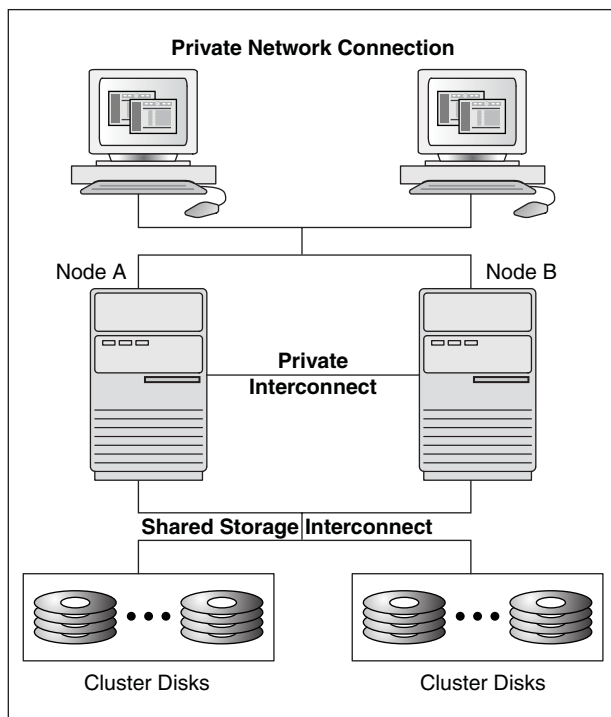 Private Network Connection
Node A
Node B
Private
Interconnect
Shared Storage Interconnect
Cluster Disks
Cluster Disks